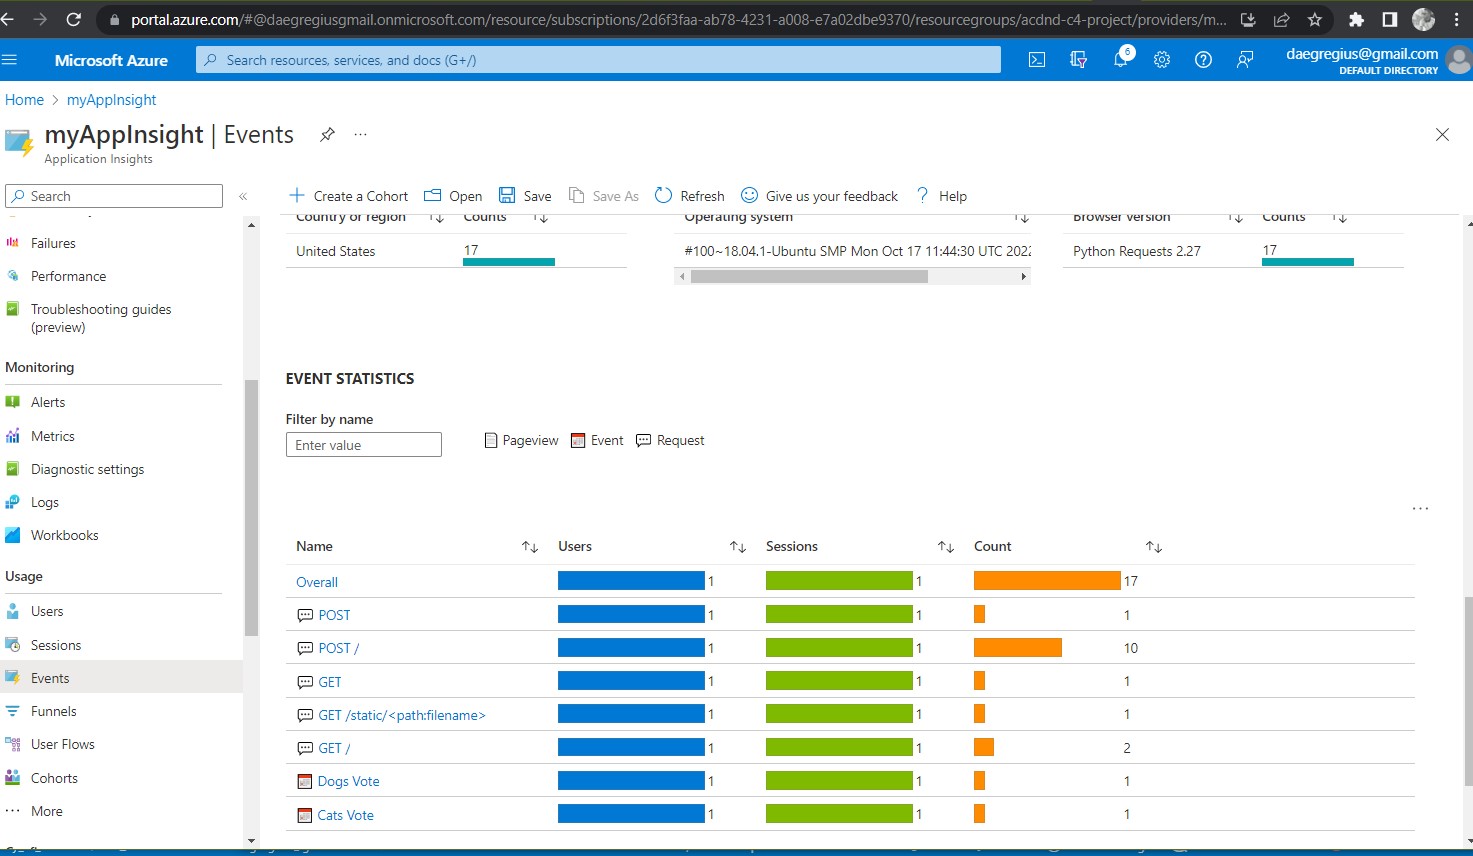 portal.azure.com/#@daegregiusgmail.onmicrosoft.com/resource/subscriptions/2d6f3faa-ab78-4231-a008-e7a02dbe9370/resourcegroups/acdnd-c4-project/providers/m...
Microsoft Azure
Search resources, services, and docs (G+/)
6
daegregius@gmail.com
DEFAULT DIRECTORY
Home > myAppInsight
myAppInsight | Events
Application Insights
Search
«
Create a Cohort
Open
Save
Save As
Refresh
Give us your feedback
Help
Failures
Performance
Troubleshooting guides
(preview)
Monitoring
Alerts
Metrics
Diagnostic settings
Logs
Workbooks
Usage
Users
Sessions
Events
Funnels
User Flows
Cohorts
More
Country or region Counts Operating system Browser version Counts
United States 17 #100~18.04.1-Ubuntu SMP Mon Oct 17 11:44:30 UTC 2022 Python Requests 2.27 17
EVENT STATISTICS
Filter by name
Enter value
Pageview Event Request
Name Users Sessions Count
Overall 1 1 17
POST 1 1 1
POST / 1 1 10
GET 1 1 1
GET /static/<path:filename> 1 1 1
GET / 1 1 2
Dogs Vote 1 1 1
Cats Vote 1 1 1